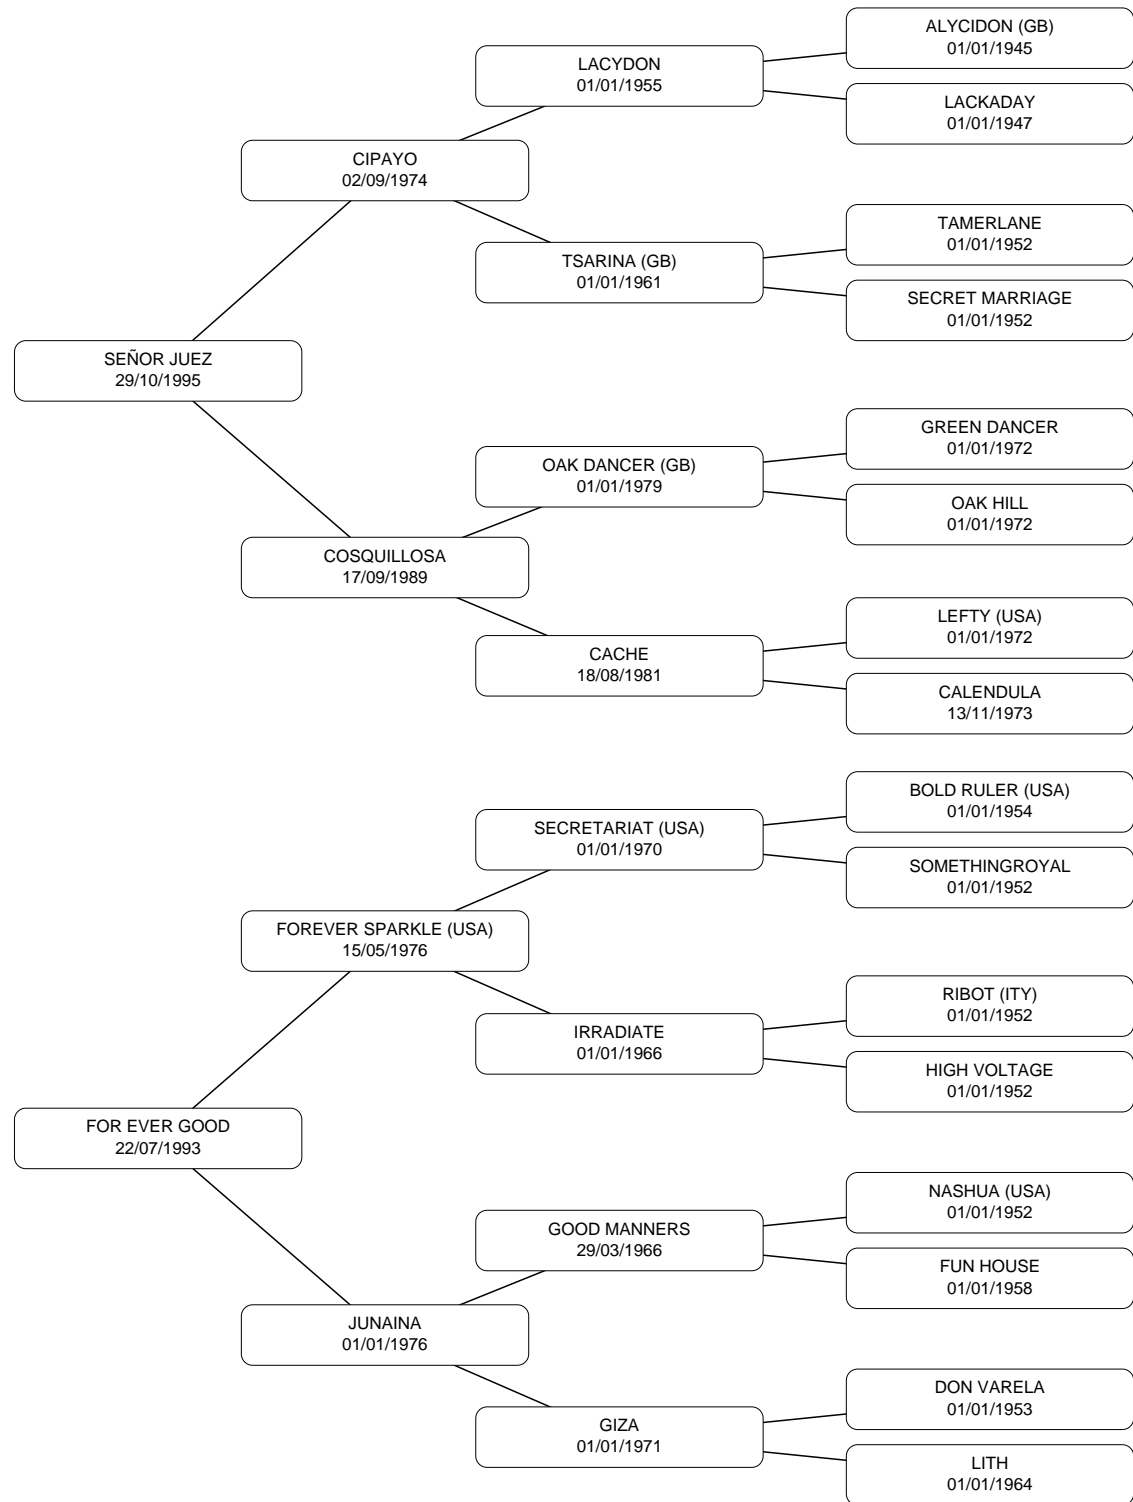 ALYCIDON (GB)
01/01/1945
LACYDON
01/01/1955
LACKADAY
01/01/1947
CIPAYO
02/09/1974
TAMERLANE
01/01/1952
TSARINA (GB)
01/01/1961
SECRET MARRIAGE
01/01/1952
SEÑOR JUEZ
29/10/1995
GREEN DANCER
01/01/1972
OAK DANCER (GB)
01/01/1979
OAK HILL
01/01/1972
COSQUILLOSA
17/09/1989
LEFTY (USA)
01/01/1972
CACHE
18/08/1981
CALENDULA
13/11/1973
BOLD RULER (USA)
01/01/1954
SECRETARIAT (USA)
01/01/1970
SOMETHINGROYAL
01/01/1952
FOREVER SPARKLE (USA)
15/05/1976
RIBOT (ITY)
01/01/1952
IRRADIATE
01/01/1966
HIGH VOLTAGE
01/01/1952
FOR EVER GOOD
22/07/1993
NASHUA (USA)
01/01/1952
GOOD MANNERS
29/03/1966
FUN HOUSE
01/01/1958
JUNAINA
01/01/1976
DON VARELA
01/01/1953
GIZA
01/01/1971
LITH
01/01/1964